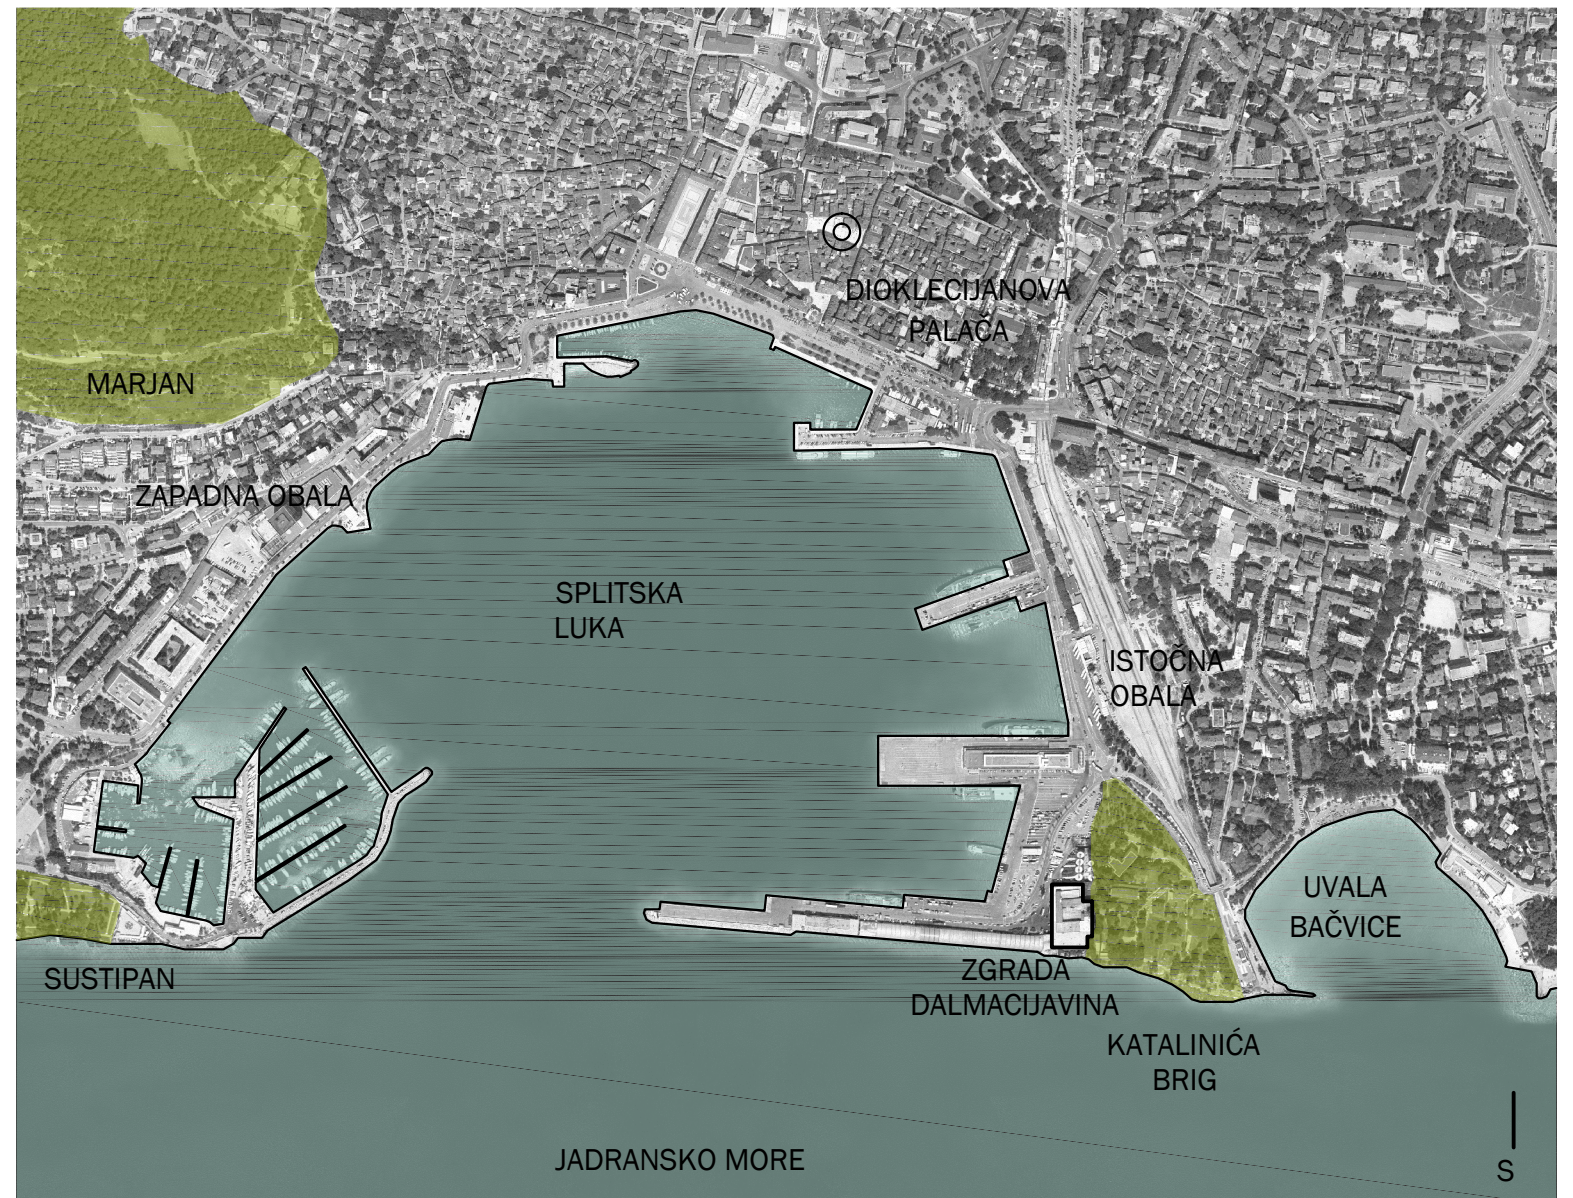 DIOKLECIJANOVA
PALAČA
MARJAN
ZAPADNA OBALA
SPLITSKA
LUKA
ISTOČNA
OBALA
UVALA
BAČVICE
SUSTIPAN
ZGRADA
DALMACIJAVINA
KATALINIĆA
BRIG
JADRANSKO MORE
S